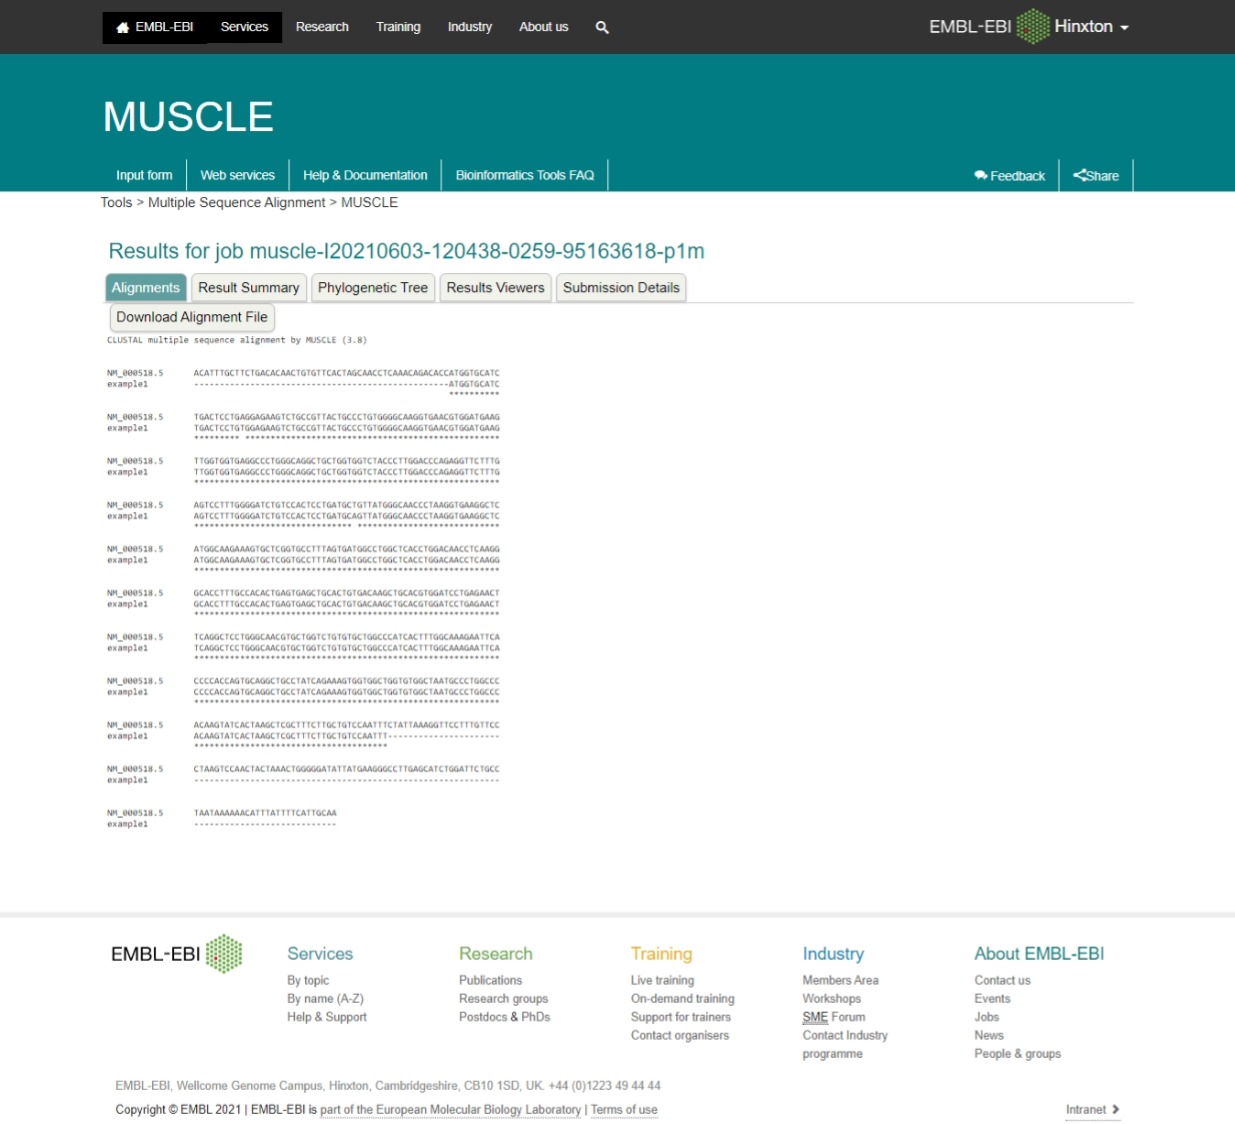 EMBL-EBI Services Research Training Industry About us EMBL-EBI Hinxton
MUSCLE
Input form Web services Help & Documentation Bioinformatics Tools FAQ Feedback Share
Tools > Multiple Sequence Alignment > MUSCLE
Results for job muscle-I20210603-120438-0259-95163618-p1m
Alignments Result Summary Phylogenetic Tree Results Viewers Submission Details
Download Alignment File
CLUSTAL multiple sequence alignment by MUSCLE (3.8)
NM_000518.5 ACATTTGCTTCTGACACAACTGTGTTCACTAGCAACCTCAAACAGACACCATGGTGCATC
example1 --------------------------------------------------ATGGTGCATC
**********
NM_000518.5 TGACTCCTGAGGAGAAGTCTGCCGTTACTGCCCTGTGGGGCAAGGTGAACGTGGATGAAG
example1 TGACTCCTGTGGAGAAGTCTGCCGTTACTGCCCTGTGGGGCAAGGTGAACGTGGATGAAG
********* **************************************************
NM_000518.5 TTGGTGGTGAGGCCCTGGGCAGGCTGCTGGTGGTCTACCCTTGGACCCAGAGGTTCTTTG
example1 TTGGTGGTGAGGCCCTGGGCAGGCTGCTGGTGGTCTACCCTTGGACCCAGAGGTTCTTTG
************************************************************
NM_000518.5 AGTCCTTTGGGGATCTGTCCACTCCTGATGCTGTTATGGGCAACCCTAAGGTGAAGGCTC
example1 AGTCCTTTGGGGATCTGTCCACTCCTGATGCAGTTATGGGCAACCCTAAGGTGAAGGCTC
******************************* ****************************
NM_000518.5 ATGGCAAGAAAGTGCTCGGTGCCTTTAGTGATGGCCTGGCTCACCTGGACAACCTCAAGG
example1 ATGGCAAGAAAGTGCTCGGTGCCTTTAGTGATGGCCTGGCTCACCTGGACAACCTCAAGG
************************************************************
NM_000518.5 GCACCTTTGCCACACTGAGTGAGCTGCACTGTGACAAGCTGCACGTGGATCCTGAGAACT
example1 GCACCTTTGCCACACTGAGTGAGCTGCACTGTGACAAGCTGCACGTGGATCCTGAGAACT
************************************************************
NM_000518.5 TCAGGCTCCTGGGCAACGTGCTGGTCTGTGTGCTGGCCCATCACTTTGGCAAAGAATTCA
example1 TCAGGCTCCTGGGCAACGTGCTGGTCTGTGTGCTGGCCCATCACTTTGGCAAAGAATTCA
************************************************************
NM_000518.5 CCCCACCAGTGCAGGCTGCCTATCAGAAAGTGGTGGCTGGTGTGGCTAATGCCCTGGCCC
example1 CCCCACCAGTGCAGGCTGCCTATCAGAAAGTGGTGGCTGGTGTGGCTAATGCCCTGGCCC
************************************************************
NM_000518.5 ACAAGTATCACTAAGCTCGCTTTCTTGCTGTCCAATTTCTATTAAAGGTTCCTTTGTTCC
example1 ACAAGTATCACTAAGCTCGCTTTCTTGCTGTCCAATTT----------------------
**************************************
NM_000518.5 CTAAGTCCAACTACTAAACTGGGGGATATTATGAAGGGCCTTGAGCATCTGGATTCTGCC
example1 ------------------------------------------------------------
NM_000518.5 TAATAAAAAACATTTATTTTCATTGCAA
example1 ----------------------------
EMBL-EBI Services Research Training Industry About EMBL-EBI
By topic Publications Live training Members Area Contact us
By name (A-Z) Research groups On-demand training Workshops Events
Help & Support Postdocs & PhDs Support for trainers SME Forum Jobs
Contact organisers Contact Industry News
programme People & groups
EMBL-EBI, Wellcome Genome Campus, Hinxton, Cambridgeshire, CB10 1SD, UK. +44 (0)1223 49 44 44
Copyright © EMBL 2021 | EMBL-EBI is part of the European Molecular Biology Laboratory | Terms of use Intranet